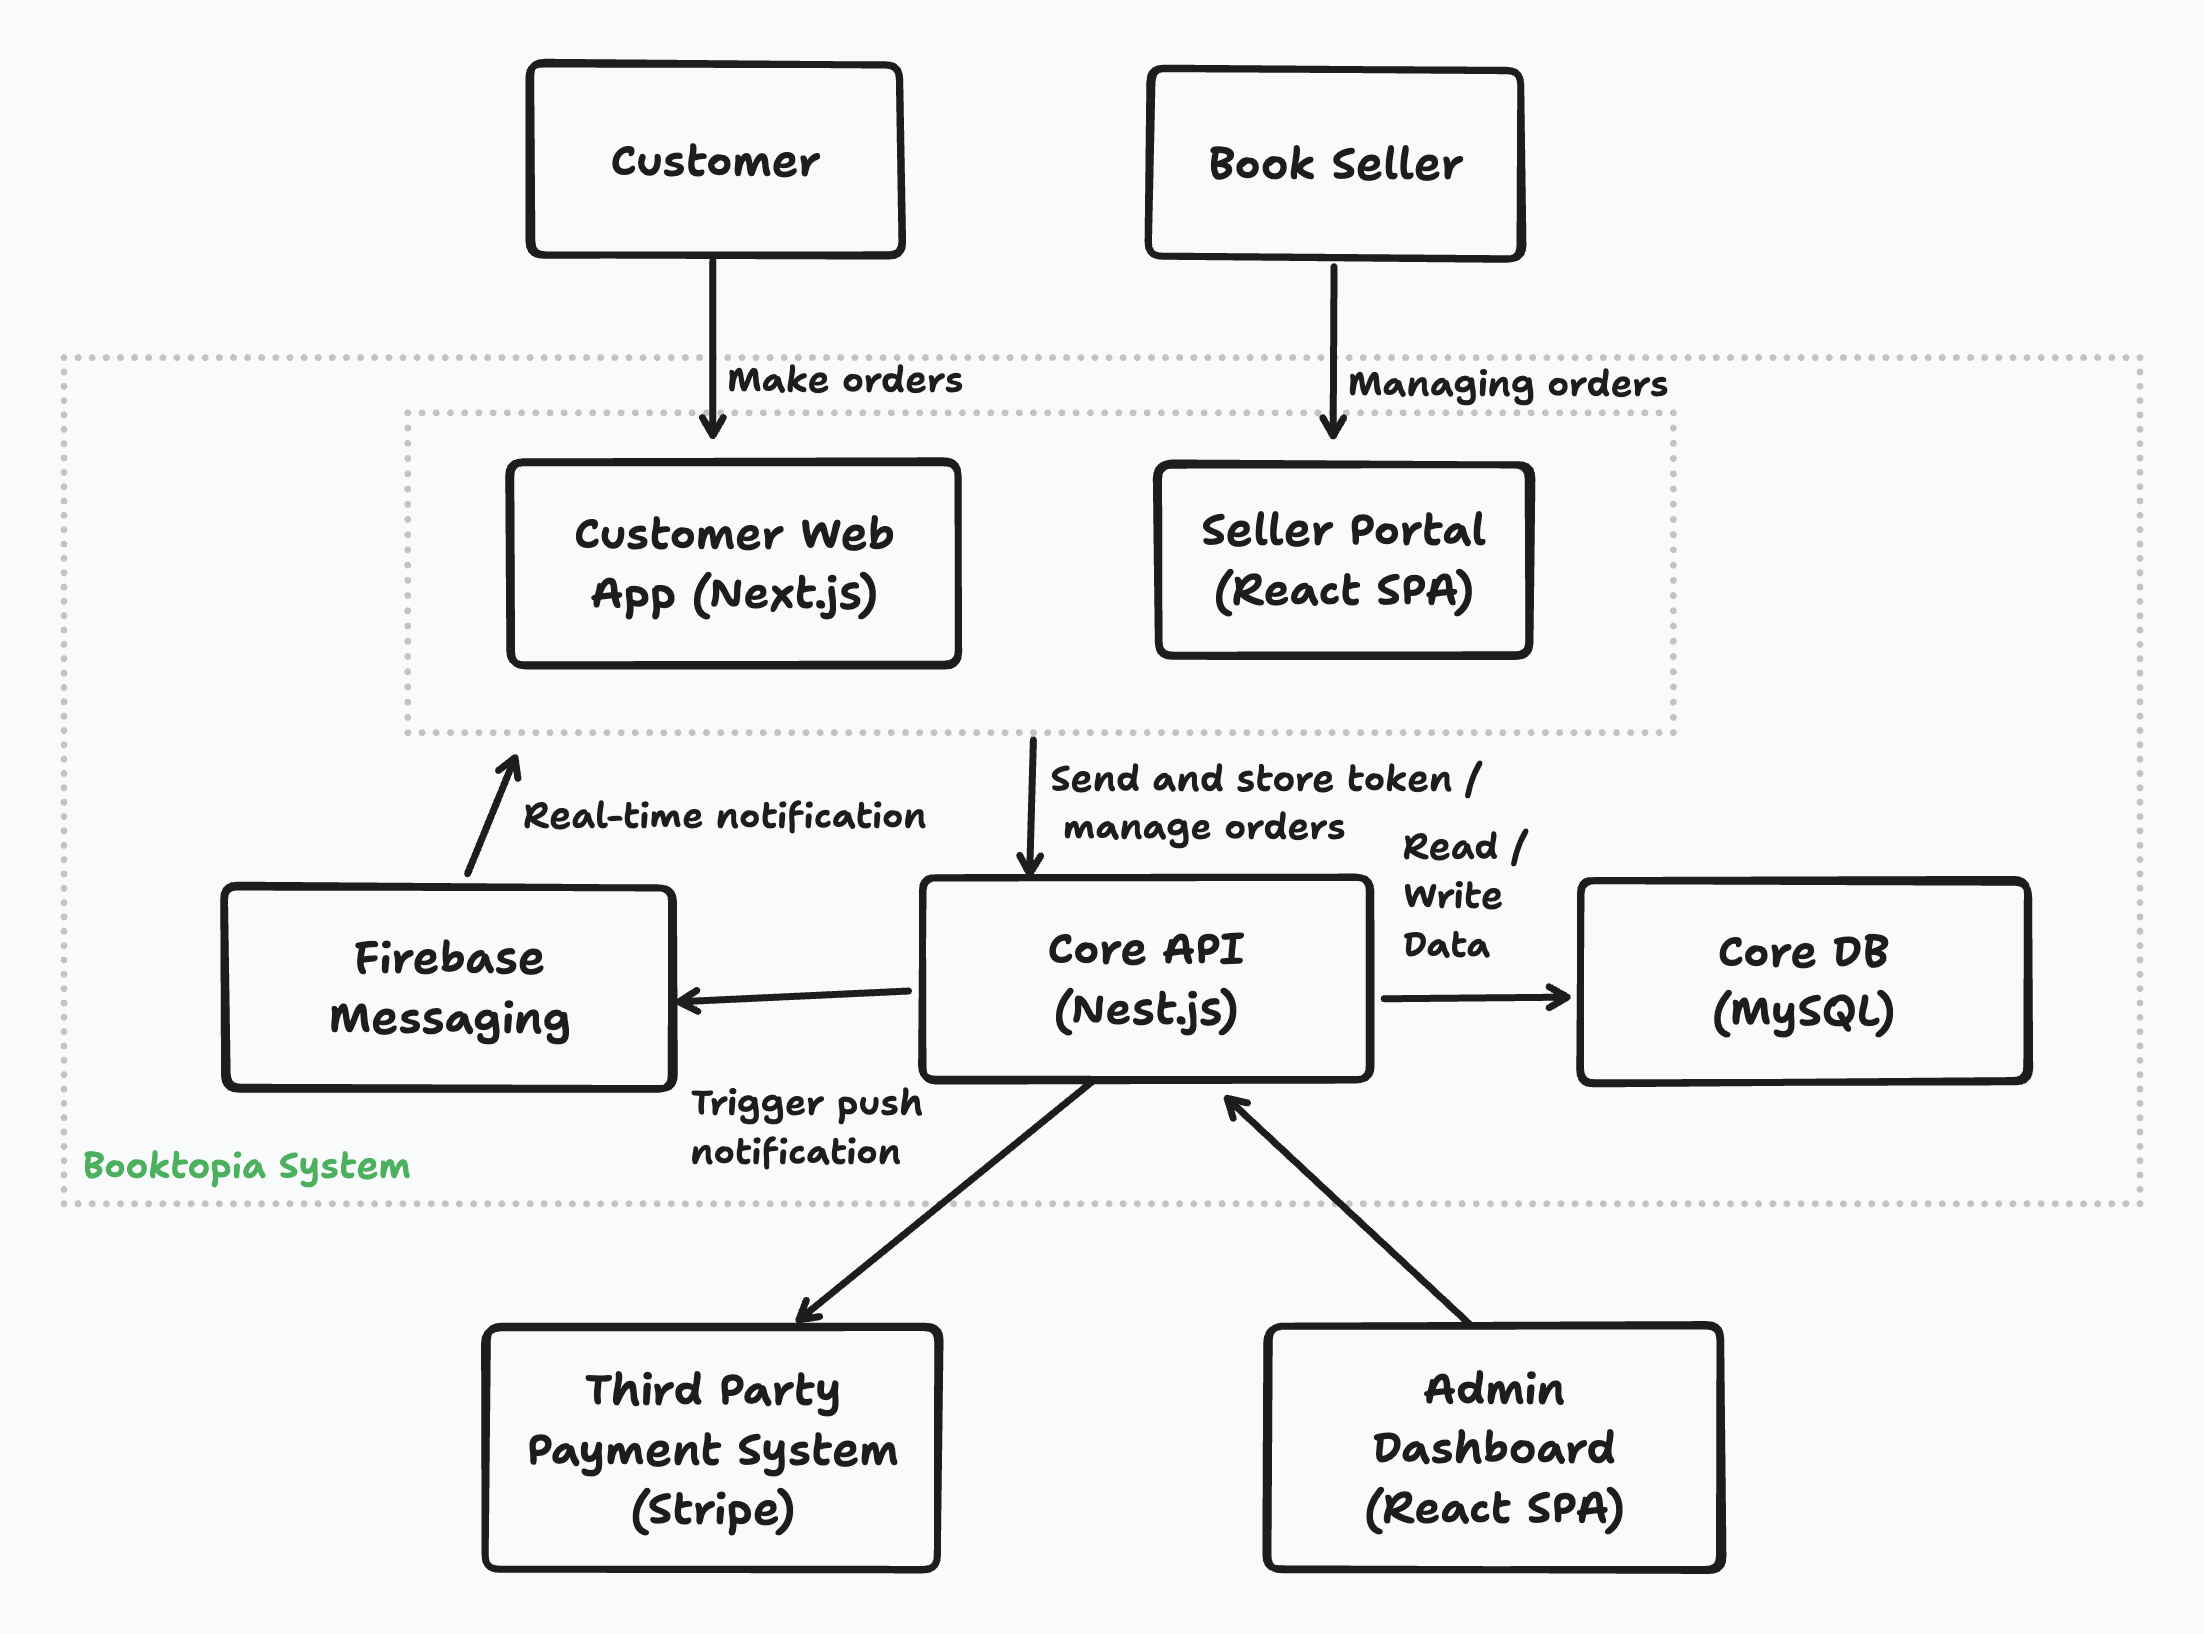 Customer
Book Seller
Make orders
Managing orders
Customer Web
App (Next.js)
Seller Portal
(React SPA)
Send and store token /
manage orders
Real-time notification
Read /
Write
Data
Firebase
Messaging
Core API
(Nest.js)
Core DB
(MySQL)
Trigger push
notification
Booktopia System
Third Party
Payment System
(Stripe)
Admin
Dashboard
(React SPA)